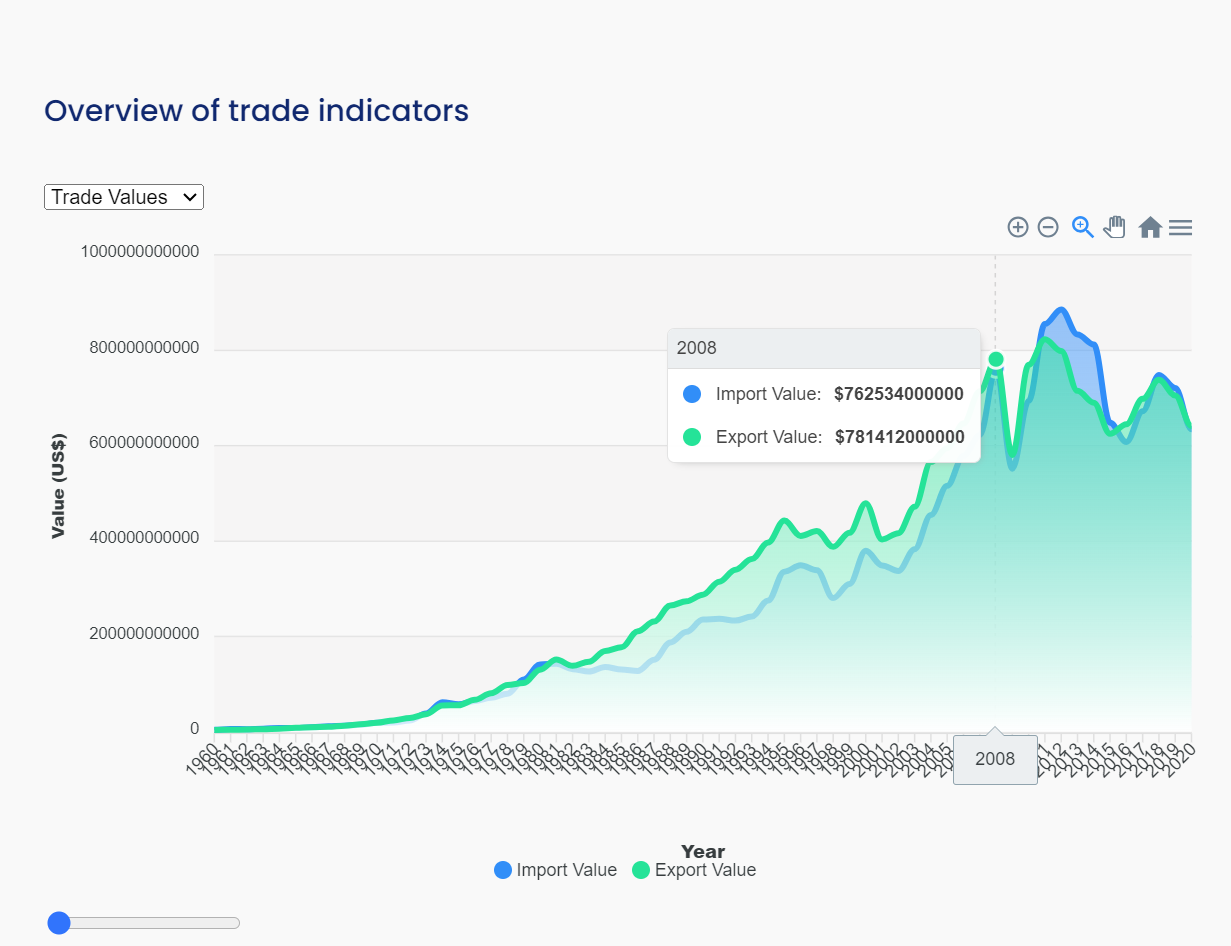 Overview of trade indicators
Trade Values
1000000000000
800000000000
600000000000
400000000000
200000000000
0
Value (US$)
2008
Import Value: $762534000000
Export Value: $781412000000
1960 1961 1962 1963 1964 1965 1966 1967 1968 1969 1970 1971 1972 1973 1974 1975 1976 1977 1978 1979 1980 1981 1982 1983 1984 1985 1986 1987 1988 1989 1990 1991 1992 1993 1994 1995 1996 1997 1998 1999 2000 2001 2002 2003 2004 2008 2012 2013 2014 2015 2016 2017 2018 2019 2020
Year
Import Value Export Value